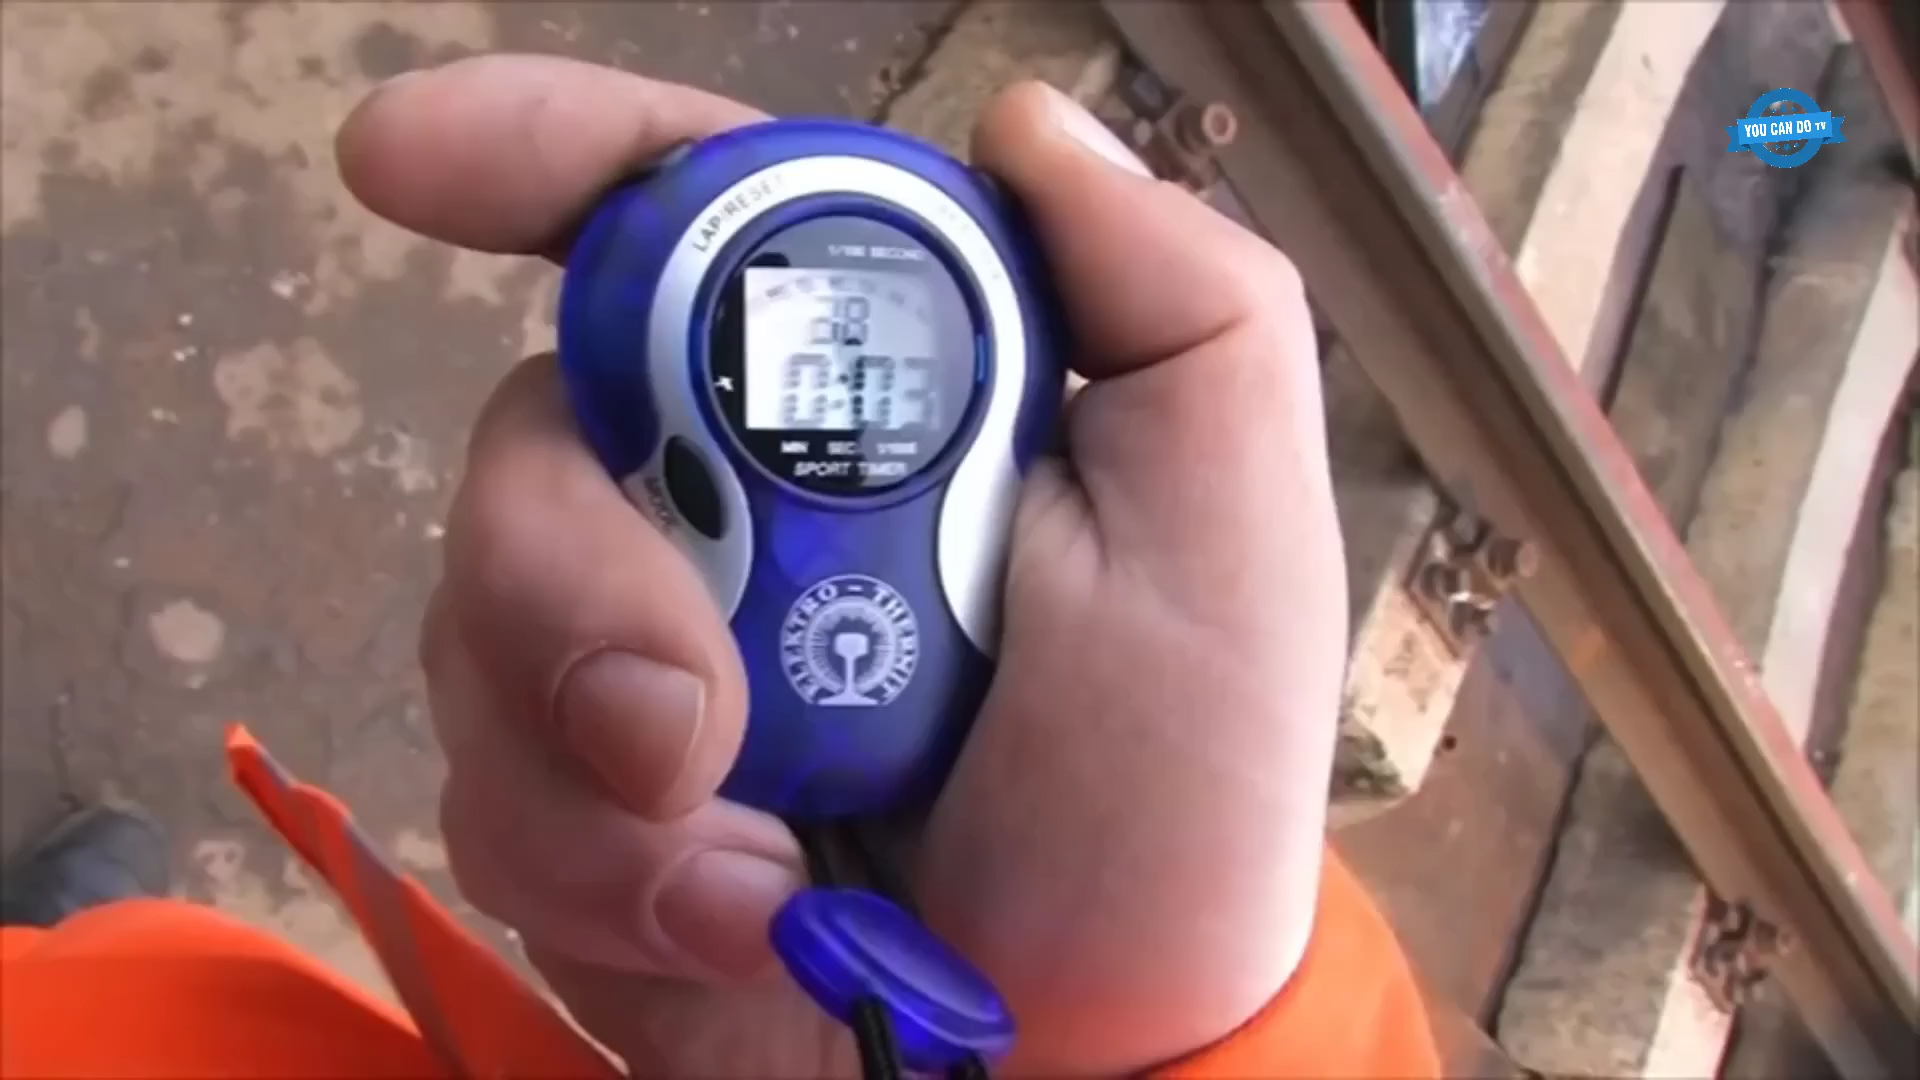 YOU CAN DO TV
LAP/RESET
1/100 SECOND
38
0:03
MIN SEC 1/100
SPORT TIMER
MODE
ELEKTRO-THERMIT